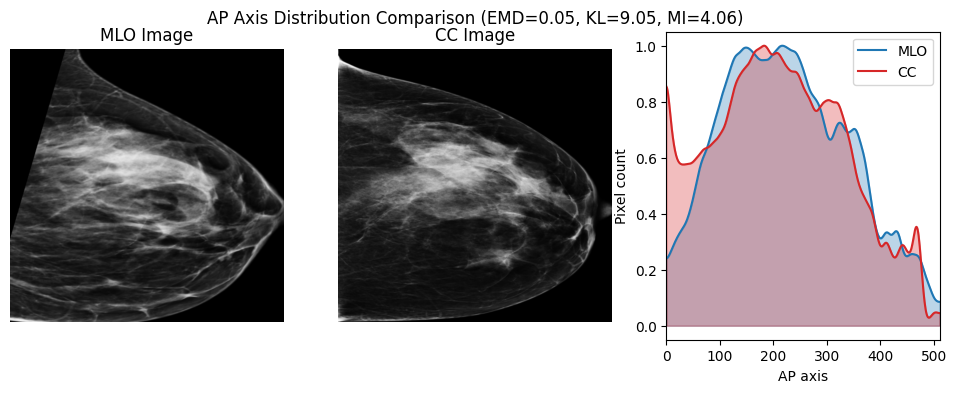 AP Axis Distribution Comparison (EMD=0.05, KL=9.05, MI=4.06)
MLO Image
CC Image
MLO
CC
Pixel count
1.0
0.8
0.6
0.4
0.2
0.0
0 100 200 300 400 500
AP axis